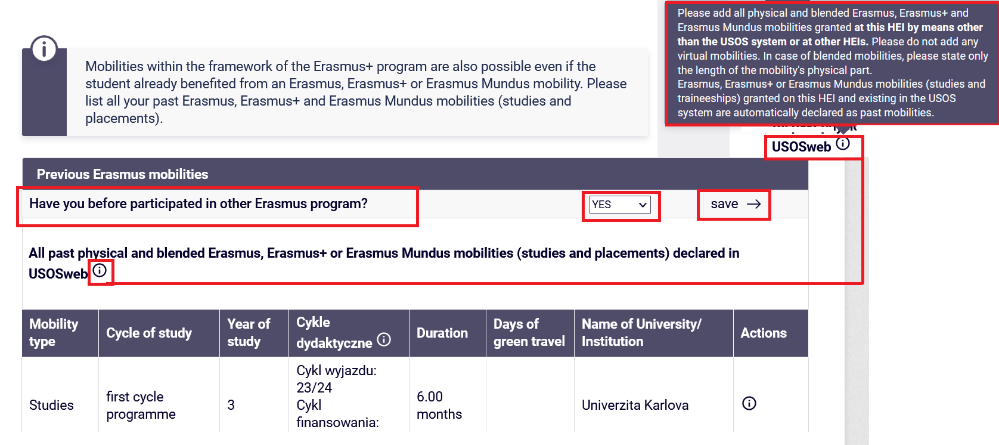 Please add all physical and blended Erasmus, Erasmus+ and
Erasmus Mundus mobilities granted at this HEI by means other
than the USOS system or at other HEIs. Please do not add any
virtual mobilities. In case of blended mobilities, please state only
the length of the mobility's physical part.
Erasmus, Erasmus+ or Erasmus Mundus mobilities (studies and
traineeships) granted on this HEI and existing in the USOS
system are automatically declared as past mobilities.
Mobilities within the framework of the Erasmus+ program are also possible even if the
student already benefited from an Erasmus, Erasmus+ or Erasmus Mundus mobility. Please
list all your past Erasmus, Erasmus+ and Erasmus Mundus mobilities (studies and
placements).
USOSweb
Previous Erasmus mobilities
Have you before participated in other Erasmus program?
YES
save →
All past physical and blended Erasmus, Erasmus+ or Erasmus Mundus mobilities (studies and placements) declared in
USOSweb
Mobility
type
Cycle of study
Year of
study
Cykle
dydaktyczne
Duration
Days of
green travel
Name of University/
Institution
Actions
Studies
first cycle
programme
3
Cykl wyjazdu:
23/24
Cykl
finansowania:
6.00
months
Univerzita Karlova